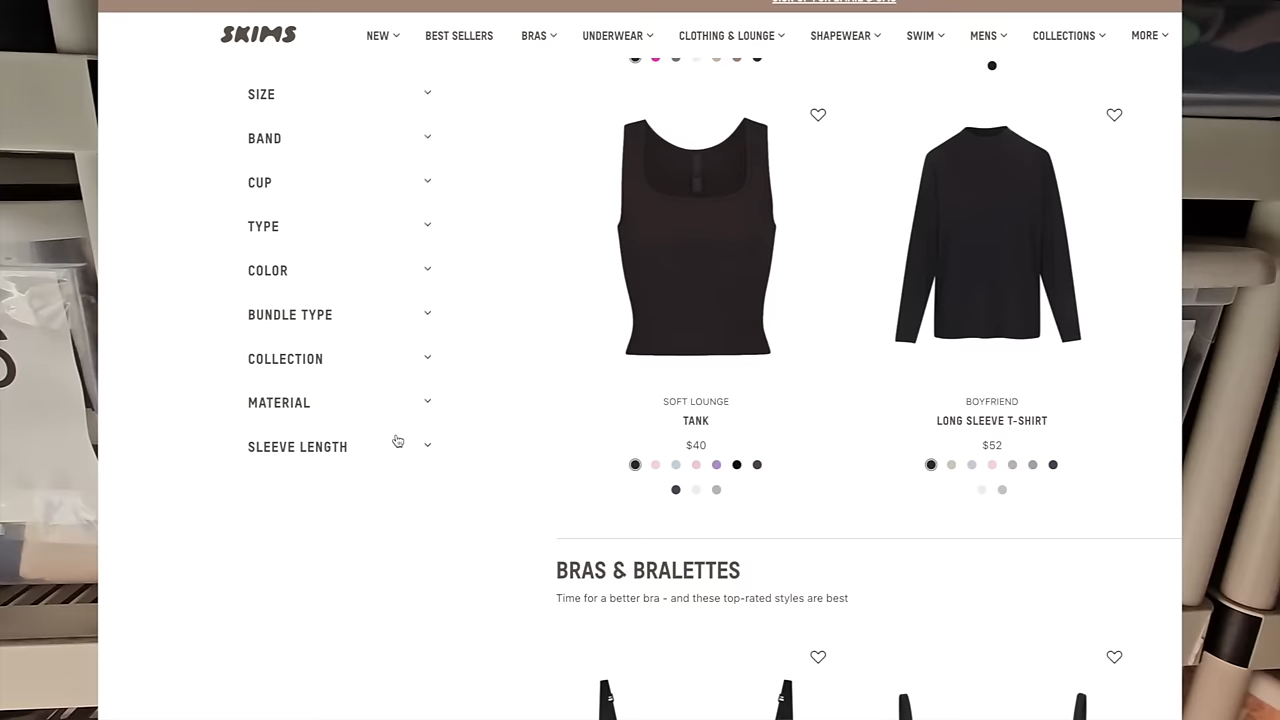 SKIMS
NEW
BEST SELLERS
BRAS
UNDERWEAR
CLOTHING & LOUNGE
SHAPEWEAR
SWIM
MENS
COLLECTIONS
MORE
SIZE
BAND
CUP
TYPE
COLOR
BUNDLE TYPE
COLLECTION
MATERIAL
SLEEVE LENGTH
SOFT LOUNGE
TANK
$40
BOYFRIEND
LONG SLEEVE T-SHIRT
$52
BRAS & BRALETTES
Time for a better bra - and these top-rated styles are best